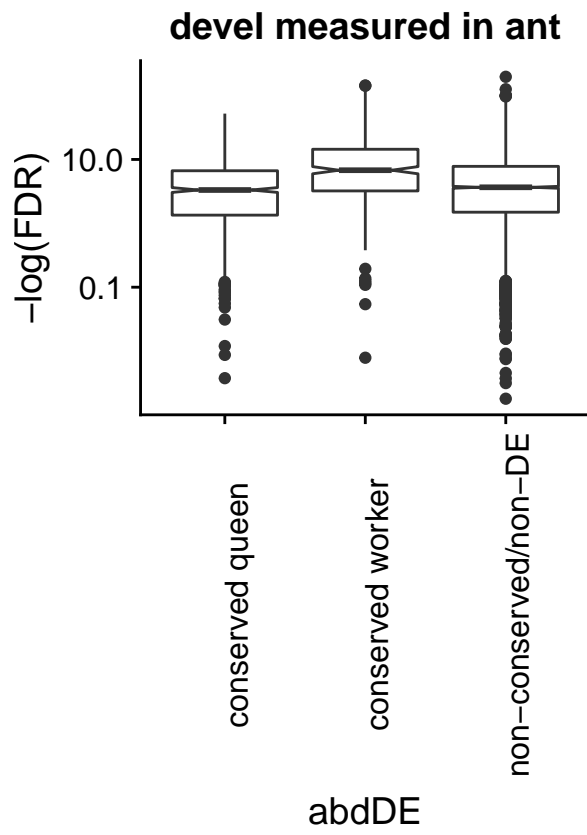 devel measured in ant
−log(FDR)
10.0
0.1
conserved queen
conserved worker
non−conserved/non−DE
abdDE